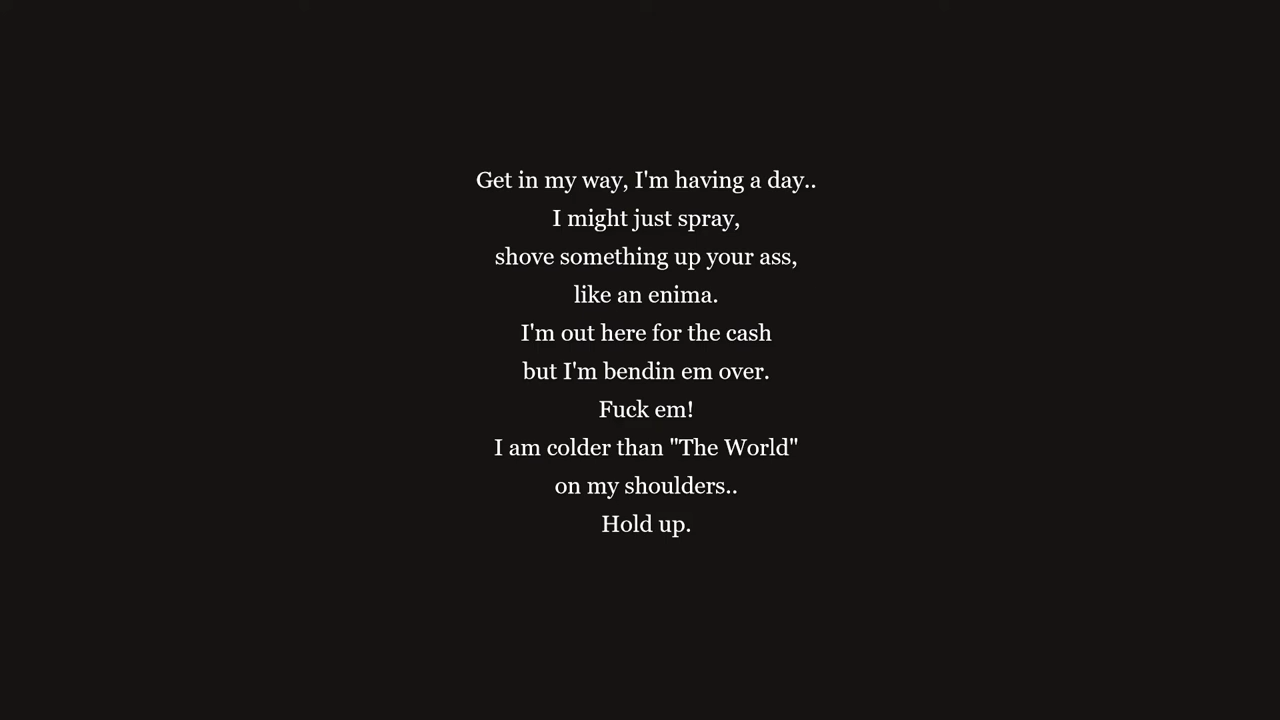 Get in my way, I'm having a day..
I might just spray,
shove something up your ass,
like an enima.
I'm out here for the cash
but I'm bendin em over.
Fuck em!
I am colder than "The World"
on my shoulders..
Hold up.